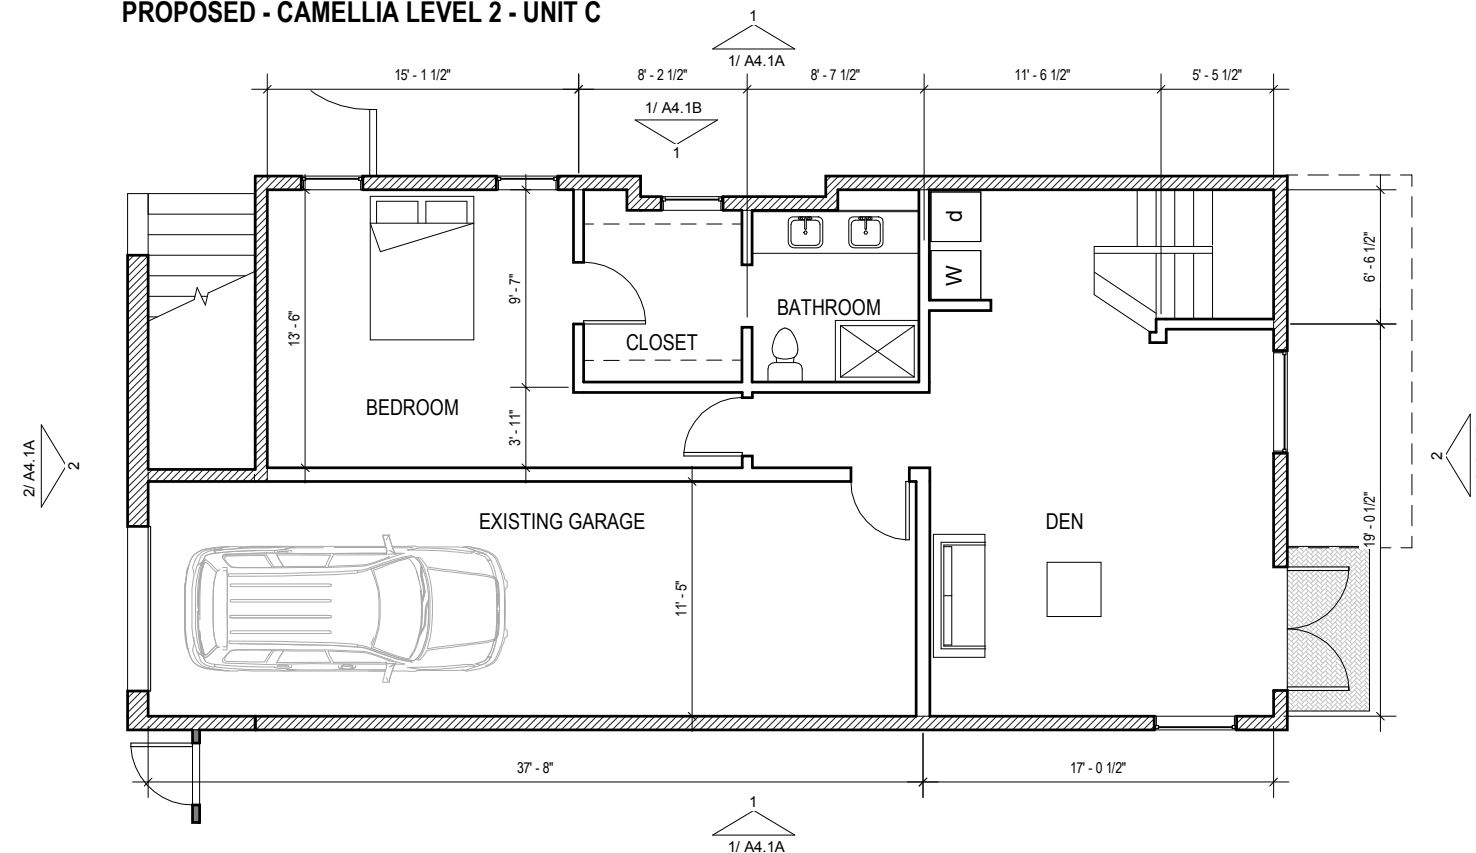 PROPOSED - CAMELLIA LEVEL 2 - UNIT C
1
1/ A4.1A
15' - 1 1/2"
8' - 2 1/2"
8' - 7 1/2"
11' - 6 1/2"
5' - 5 1/2"
1/ A4.1B
1
d
W
6' - 6 1/2"
9' - 7"
13' - 6"
BATHROOM
CLOSET
BEDROOM
3' - 11"
2/ A4.1A
2
2
EXISTING GARAGE
DEN
19' - 0 1/2"
11' - 5"
37' - 8"
17' - 0 1/2"
1
1/ A4.1A